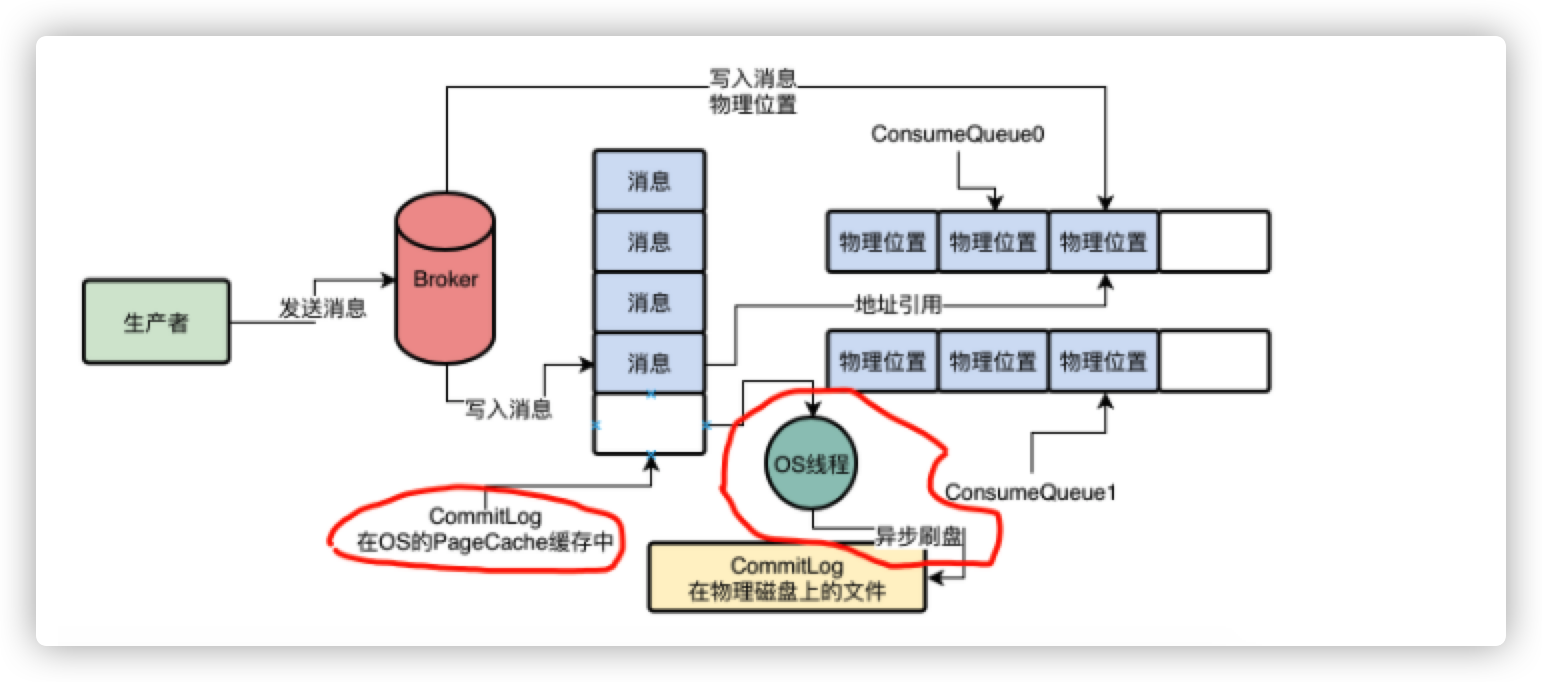 写入消息
物理位置
ConsumeQueue0
消息
消息
消息
消息
物理位置
物理位置
物理位置
Broker
生产者
发送消息
地址引用
物理位置
物理位置
物理位置
写入消息
OS线程
ConsumeQueue1
CommitLog
在OS的PageCache缓存中
异步刷盘
CommitLog
在物理磁盘上的文件